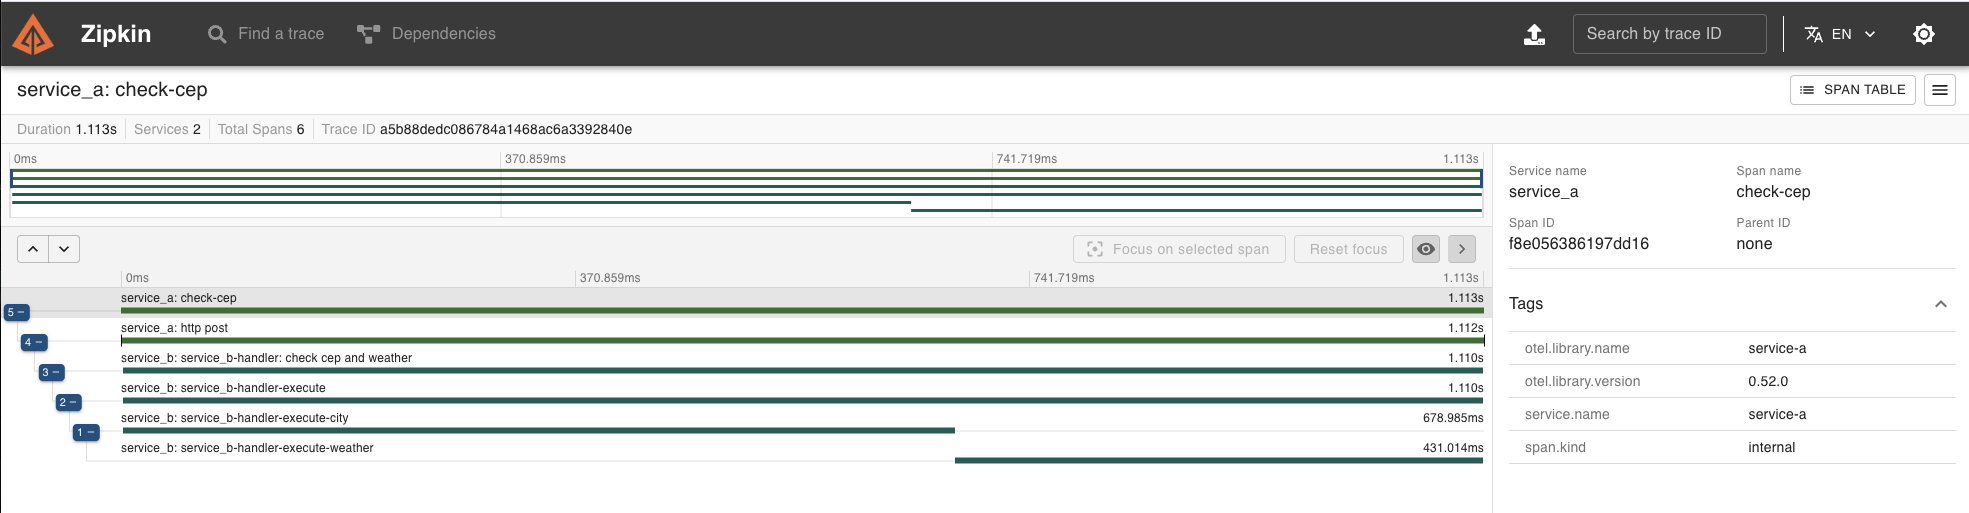 Zipkin Find a trace Dependencies Search by trace ID EN
service_a: check-cep SPAN TABLE
Duration 1.113s Services 2 Total Spans 6 Trace ID a5b88dedc086784a1468ac6a3392840e
0ms 370.859ms 741.719ms 1.113s
Focus on selected span Reset focus
0ms 370.859ms 741.719ms 1.113s
service_a: check-cep 1.113s
5 −
service_a: http post 1.112s
4 −
service_b: service_b-handler: check cep and weather 1.110s
3 −
service_b: service_b-handler-execute 1.110s
2 −
service_b: service_b-handler-execute-city 678.985ms
1 −
service_b: service_b-handler-execute-weather 431.014ms
Service name Span name
service_a check-cep
Span ID Parent ID
f8e056386197dd16 none
Tags
otel.library.name service-a
otel.library.version 0.52.0
service.name service-a
span.kind internal